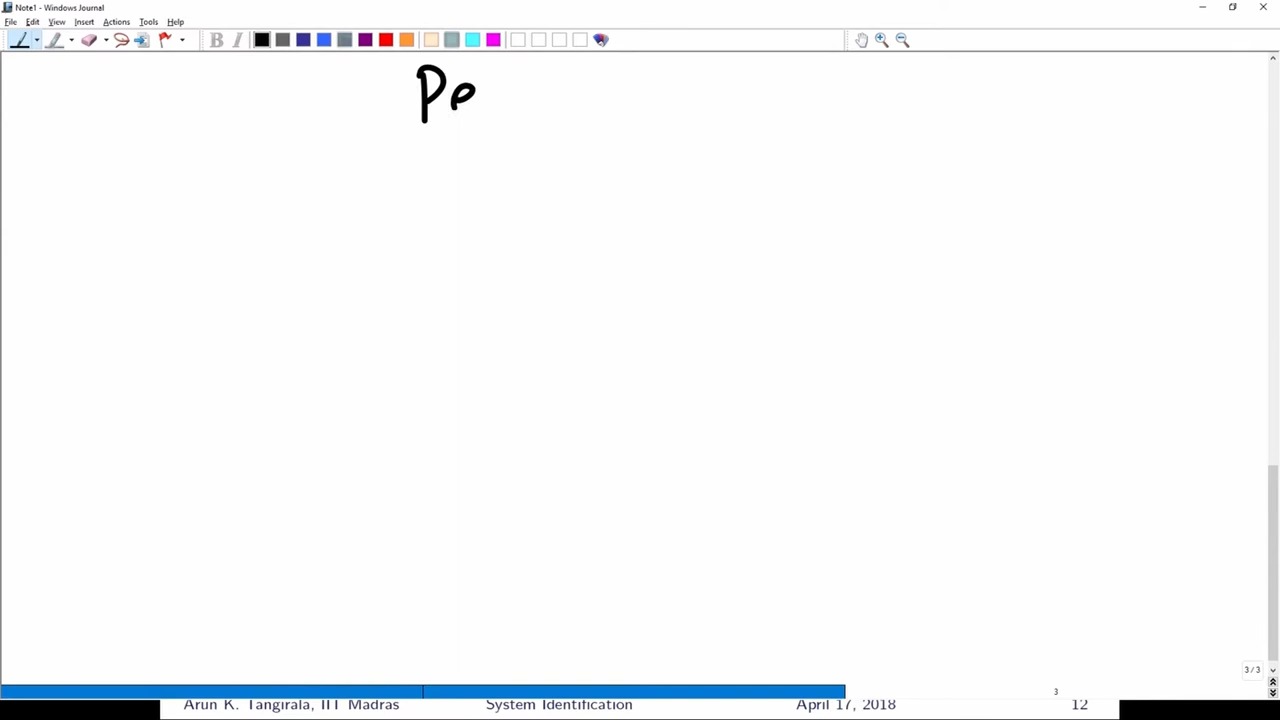 Note1 - Windows Journal
File Edit View Insert Actions Tools Help
B I
Pe
3 / 3
3
Arun K. Tangirala, IIT Madras System Identification April 17, 2018 12